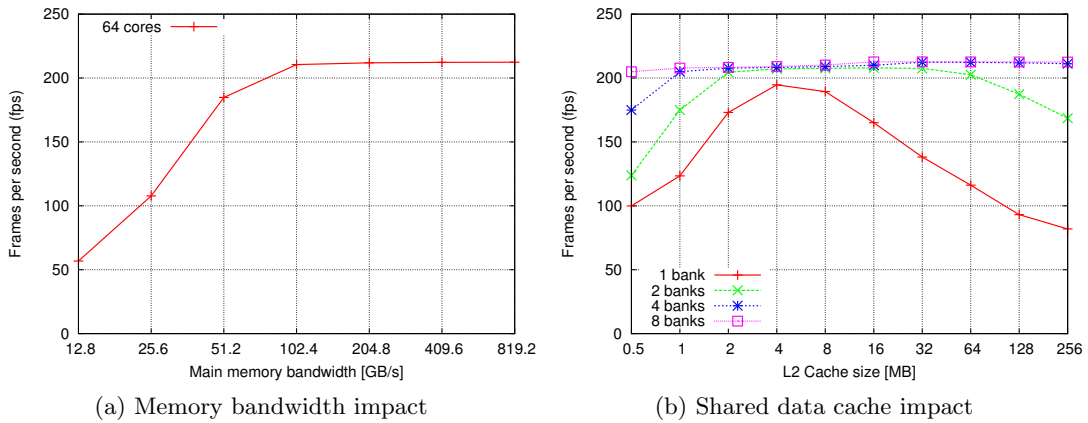 64 cores
250
200
150
100
50
0
Frames per second (fps)
12.8 25.6 51.2 102.4 204.8 409.6 819.2
Main memory bandwidth [GB/s]
(a) Memory bandwidth impact
250
200
150
100
50
0
Frames per second (fps)
1 bank
2 banks
4 banks
8 banks
0.5 1 2 4 8 16 32 64 128 256
L2 Cache size [MB]
(b) Shared data cache impact